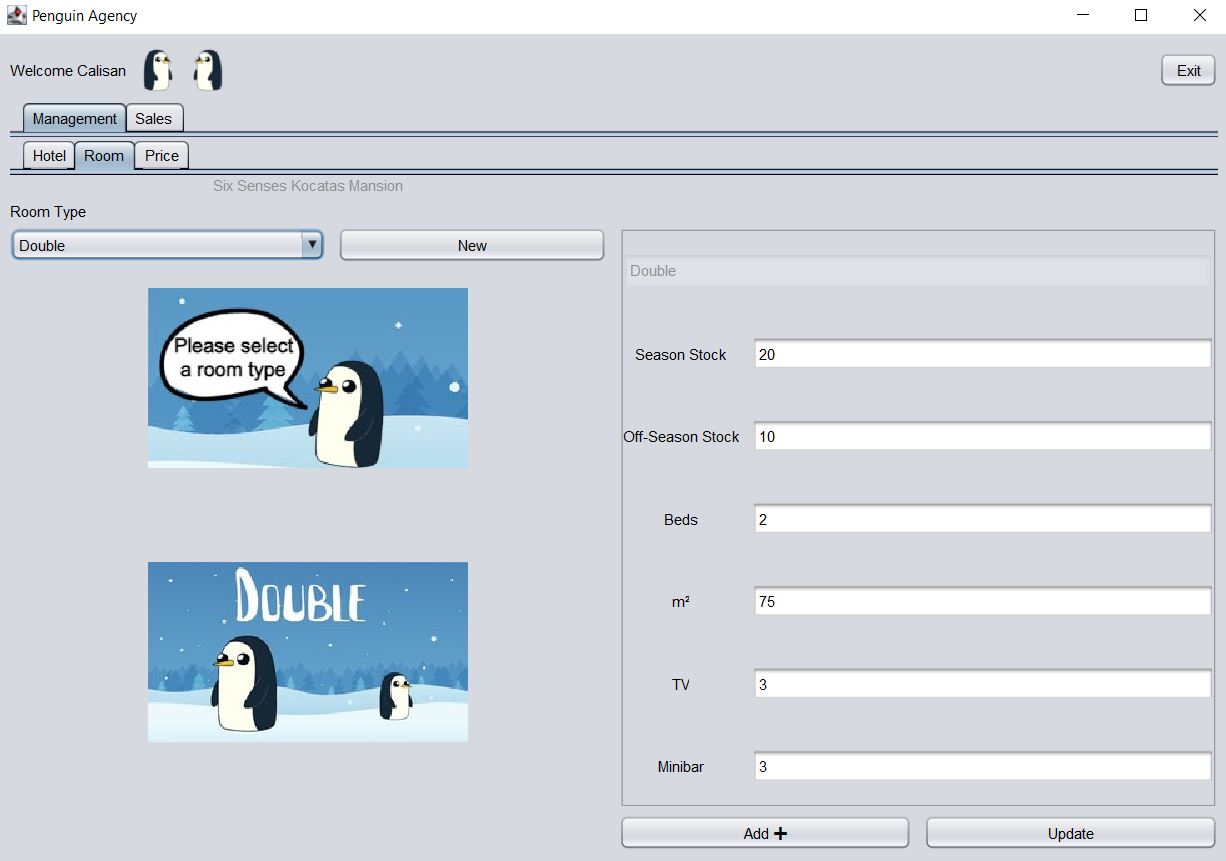 Penguin Agency
Welcome Calisan
Exit
Management Sales
Hotel Room Price
Six Senses Kocatas Mansion
Room Type
Double
New
Please select
a room type
DOUBLE
Double
Season Stock 20
Off-Season Stock 10
Beds 2
m² 75
TV 3
Minibar 3
Add +
Update